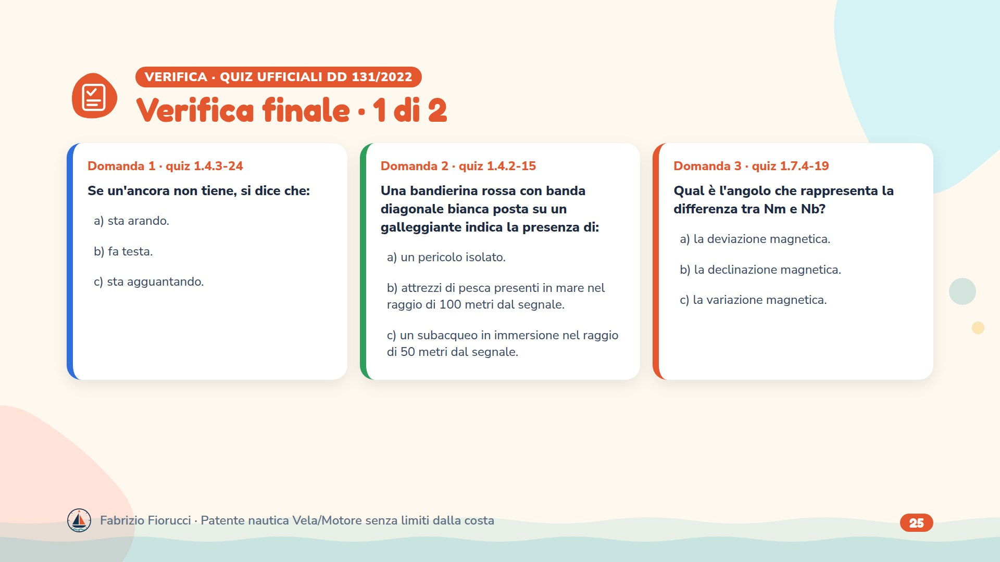 VERIFICA · QUIZ UFFICIALI DD 131/2022
Verifica finale · 1 di 2
Domanda 1 · quiz 1.4.3-24
Se un'ancora non tiene, si dice che:
a) sta arando.
b) fa testa.
c) sta agguantando.
Domanda 2 · quiz 1.4.2-15
Una bandierina rossa con banda
diagonale bianca posta su un
galleggiante indica la presenza di:
a) un pericolo isolato.
b) attrezzi di pesca presenti in mare nel
raggio di 100 metri dal segnale.
c) un subacqueo in immersione nel raggio
di 50 metri dal segnale.
Domanda 3 · quiz 1.7.4-19
Qual è l'angolo che rappresenta la
differenza tra Nm e Nb?
a) la deviazione magnetica.
b) la declinazione magnetica.
c) la variazione magnetica.
Fabrizio Fiorucci · Patente nautica Vela/Motore senza limiti dalla costa
25